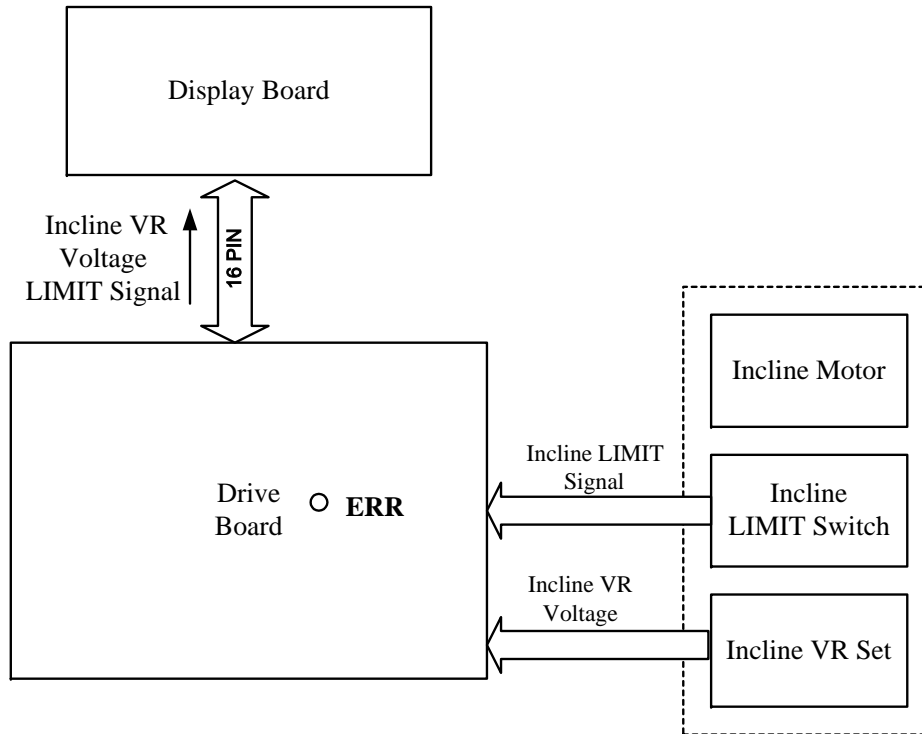 Display Board
Incline VR
Voltage
LIMIT Signal
16 PIN
Incline Motor
Incline LIMIT
Signal
Incline
LIMIT Switch
Drive
Board
ERR
Incline VR
Voltage
Incline VR Set